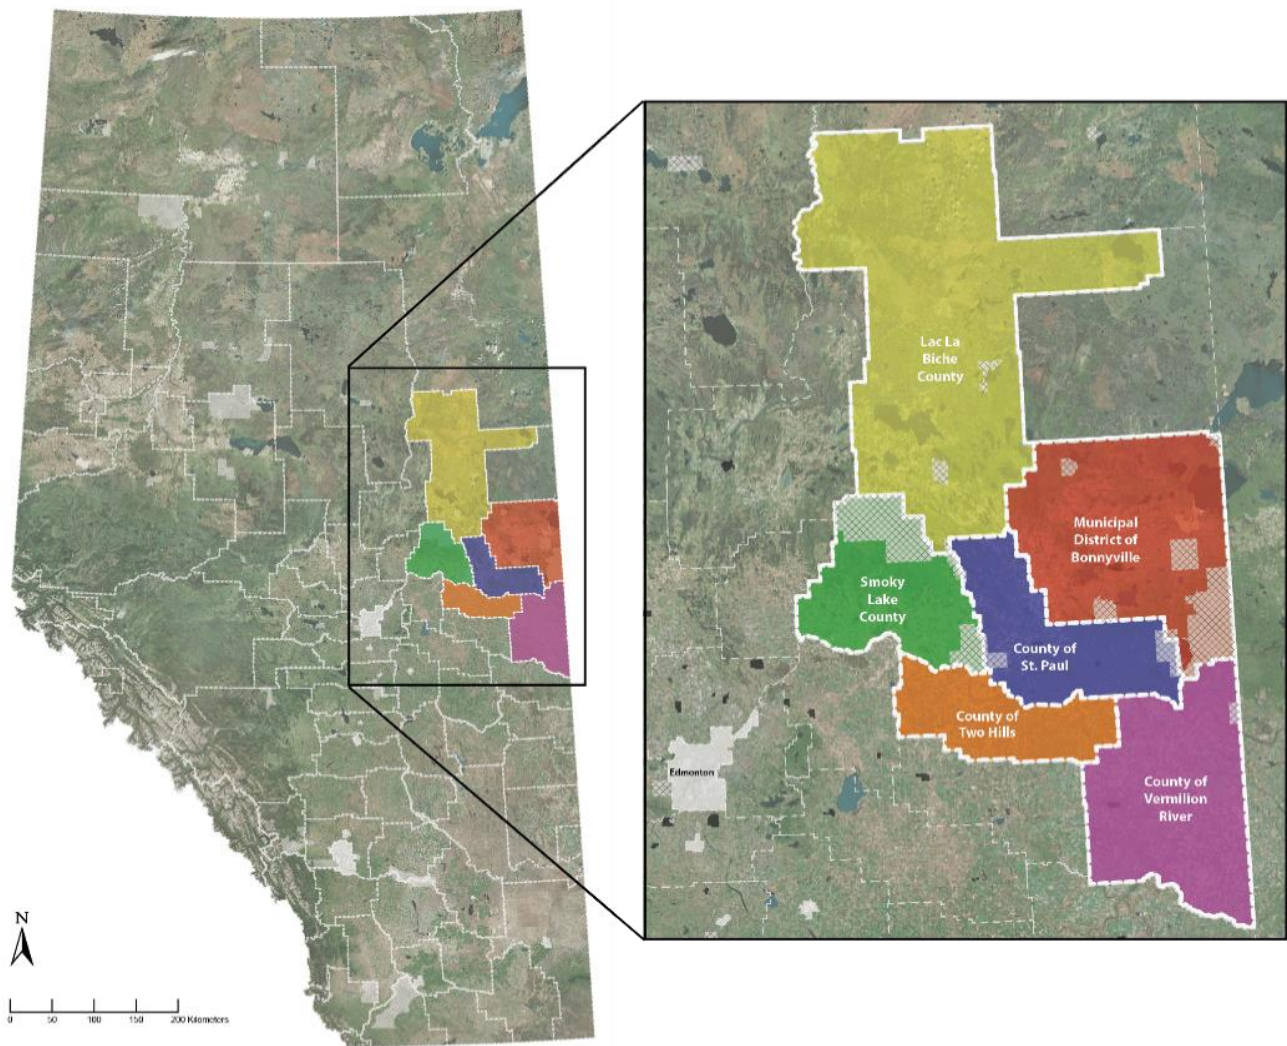 Lac La
Biche
County
Municipal
District of
Bonnyville
Smoky
Lake
County
County of
St. Paul
County of
Two Hills
Edmonton
County of
Vermilion
River
N
0 50 100 150 200 Kilometers